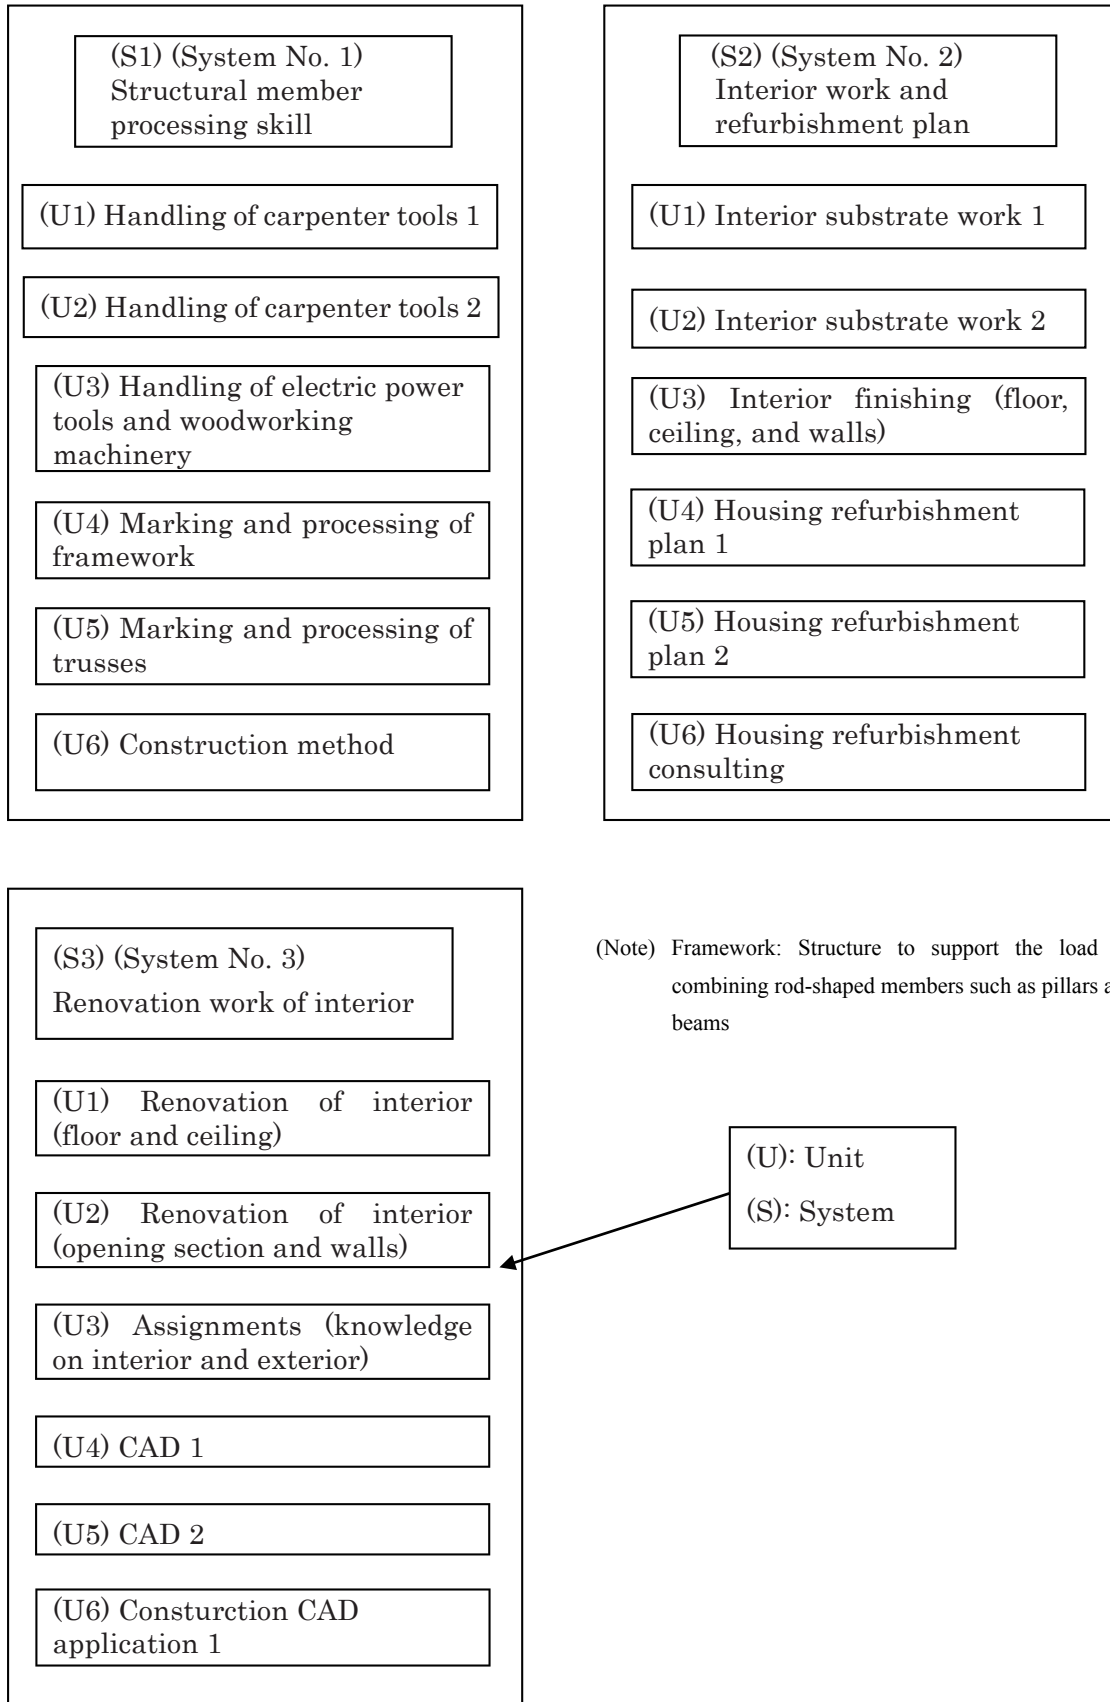 (S1) (System No. 1)
Structural member
processing skill
(U1) Handling of carpenter tools 1
(U2) Handling of carpenter tools 2
(U3) Handling of electric power
tools and woodworking
machinery
(U4) Marking and processing of
framework
(U5) Marking and processing of
trusses
(U6) Construction method
(S2) (System No. 2)
Interior work and
refurbishment plan
(U1) Interior substrate work 1
(U2) Interior substrate work 2
(U3) Interior finishing (floor,
ceiling, and walls)
(U4) Housing refurbishment
plan 1
(U5) Housing refurbishment
plan 2
(U6) Housing refurbishment
consulting
(S3) (System No. 3)
Renovation work of interior
(U1) Renovation of interior
(floor and ceiling)
(U2) Renovation of interior
(opening section and walls)
(U3) Assignments (knowledge
on interior and exterior)
(U4) CAD 1
(U5) CAD 2
(U6) Consturction CAD
application 1
(Note) Framework: Structure to support the load
combining rod-shaped members such as pillars
beams
(U): Unit
(S): System